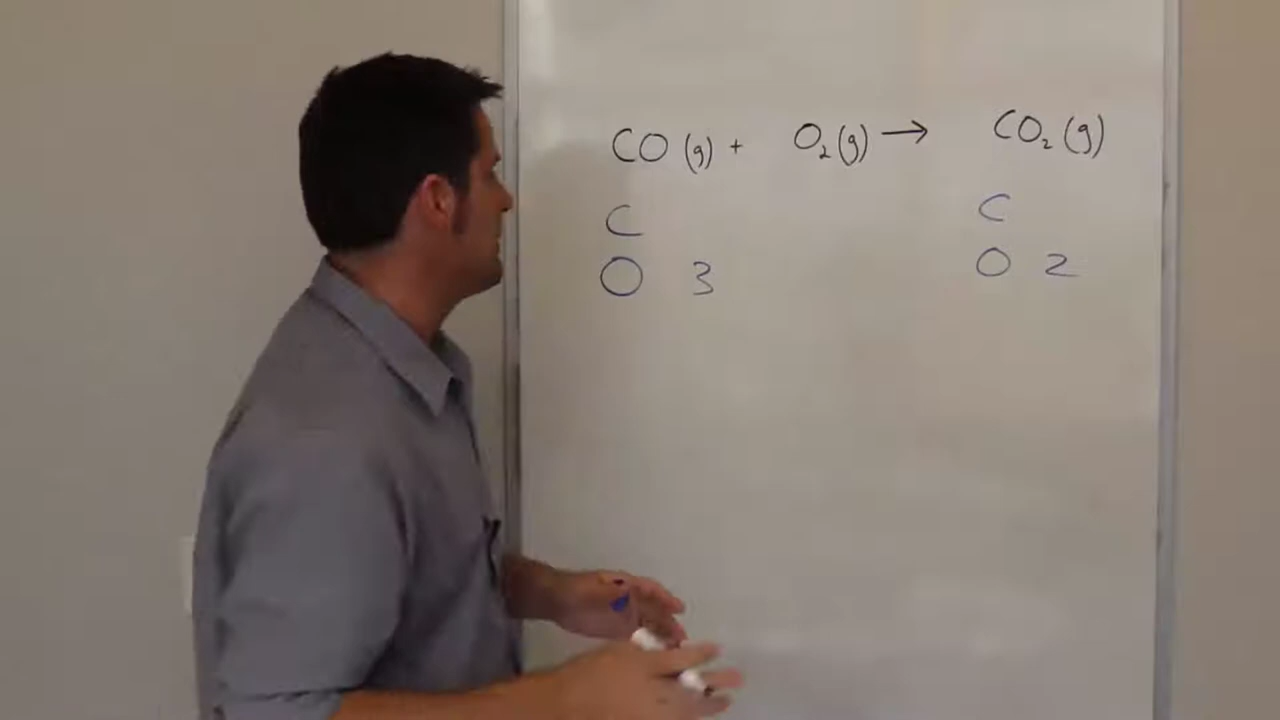 CO (g) + O₂ (g) → CO₂ (g)
C C
O 3 O 2